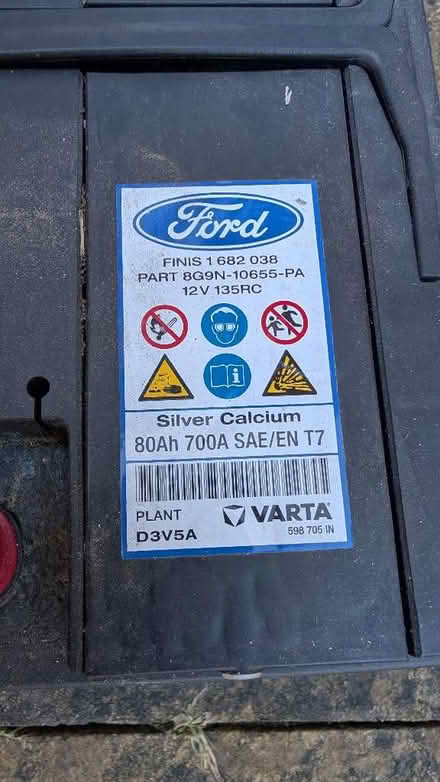 Ford
FINIS 1 682 038
PART 8G9N-10655-PA
12V 135RC
Silver Calcium
80Ah 700A SAE/EN T7
PLANT
VARTA
D3V5A
598 705 IN